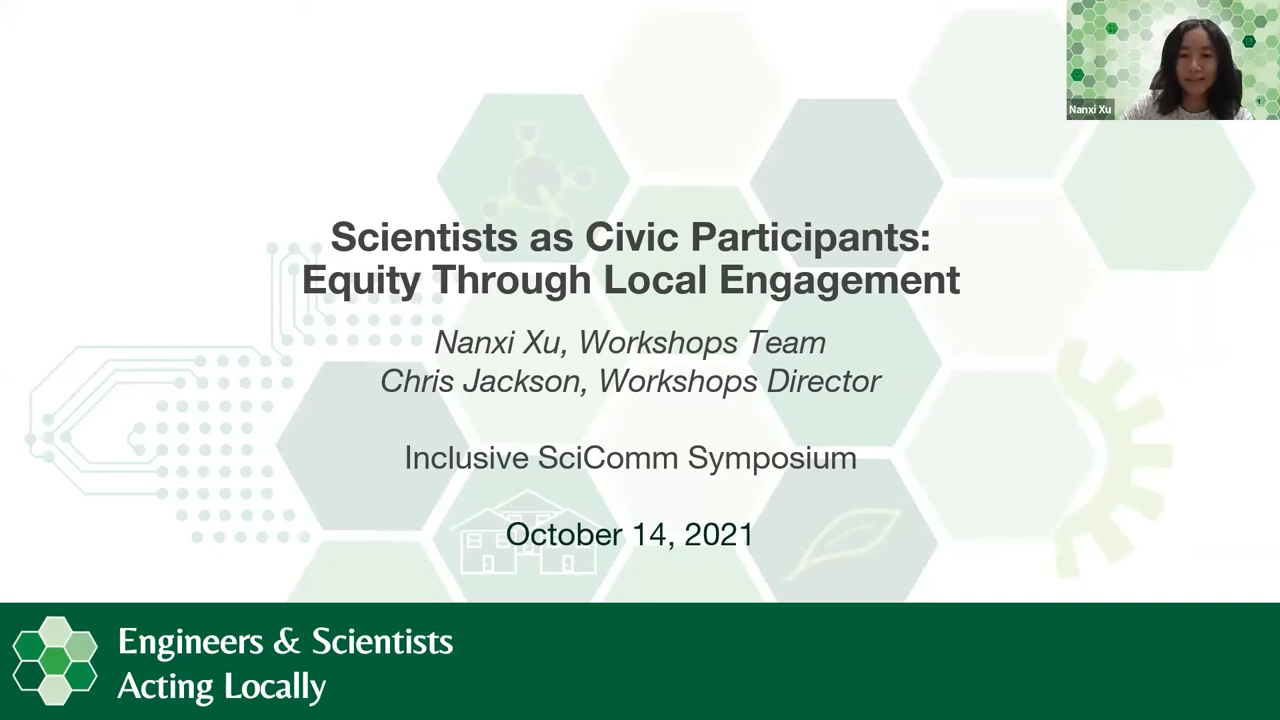 Nanxi Xu
Scientists as Civic Participants:
Equity Through Local Engagement
Nanxi Xu, Workshops Team
Chris Jackson, Workshops Director
Inclusive SciComm Symposium
October 14, 2021
Engineers & Scientists
Acting Locally